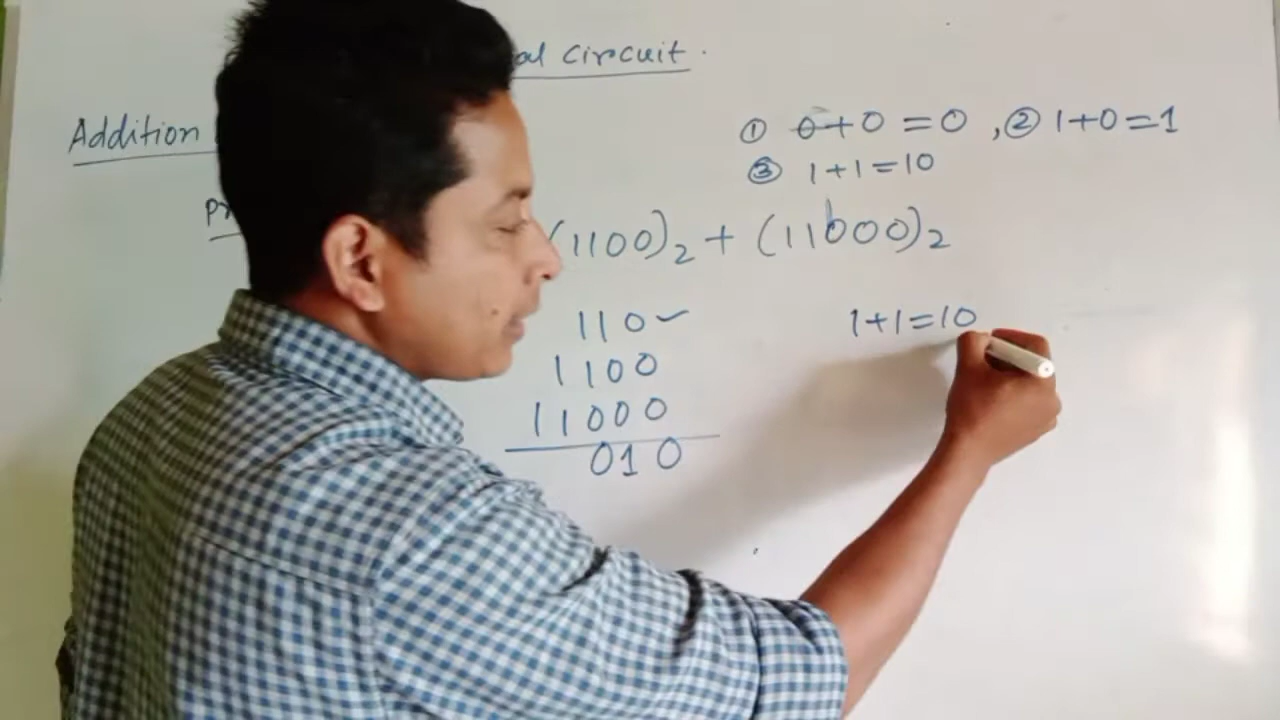 al Circuit.
Addition
① 0+0=0, ② 1+0=1
③ 1+1=10
(1100)₂ + (11000)₂
110✓
1+1=10
1100
11000
010